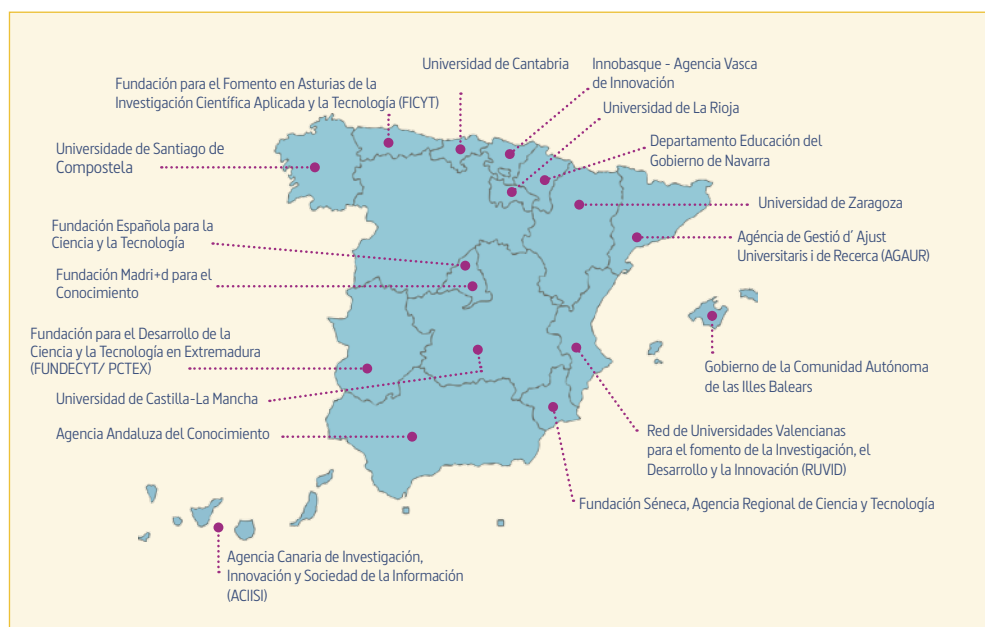 Universidad de Cantabria
Innobasque - Agencia Vasca
de Innovación
Fundación para el Fomento en Asturias de la
Investigación Científica Aplicada y la Tecnología (FICYT)
Universidad de La Rioja
Universidade de Santiago de
Compostela
Departamento Educación del
Gobierno de Navarra
Universidad de Zaragoza
Fundación Española para la
Ciencia y la Tecnología
Agéncia de Gestió d´ Ajust
Universitaris i de Recerca (AGAUR)
Fundación Madri+d para el
Conocimiento
Fundación para el Desarrollo de la
Ciencia y la Tecnología en Extremadura
(FUNDECYT/ PCTEX)
Gobierno de la Comunidad Autónoma
de las Illes Balears
Universidad de Castilla-La Mancha
Agencia Andaluza del Conocimiento
Red de Universidades Valencianas
para el fomento de la Investigación, el
Desarrollo y la Innovación (RUVID)
Fundación Séneca, Agencia Regional de Ciencia y Tecnología
Agencia Canaria de Investigación,
Innovación y Sociedad de la Información
(ACIISI)